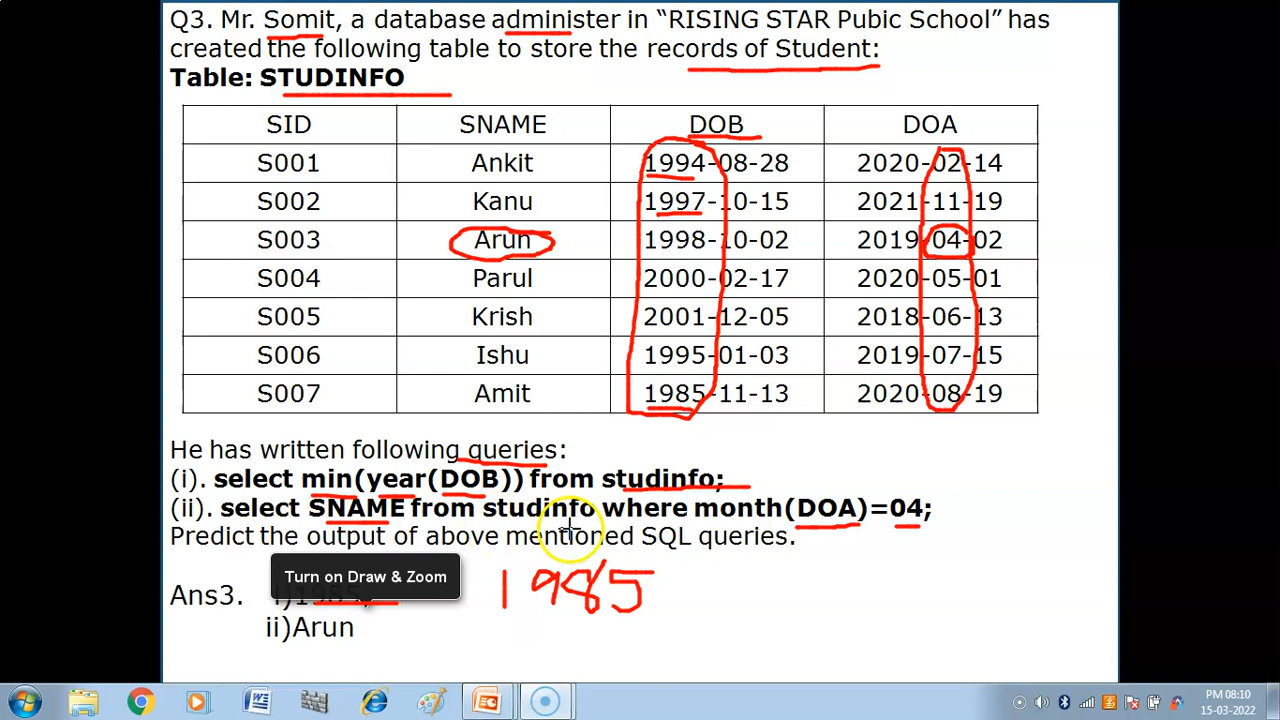 Q3. Mr. Somit, a database administer in “RISING STAR Pubic School” has
created the following table to store the records of Student:
Table: STUDINFO
SID SNAME DOB DOA
S001 Ankit 1994-08-28 2020-02-14
S002 Kanu 1997-10-15 2021-11-19
S003 Arun 1998-10-02 2019-04-02
S004 Parul 2000-02-17 2020-05-01
S005 Krish 2001-12-05 2018-06-13
S006 Ishu 1995-01-03 2019-07-15
S007 Amit 1985-11-13 2020-08-19
He has written following queries:
(i). select min(year(DOB)) from studinfo;
(ii). select SNAME from studinfo where month(DOA)=04;
Predict the output of above mentioned SQL queries.
Turn on Draw & Zoom
Ans3. i)1985 1985
ii)Arun
PM 08:10
15-03-2022